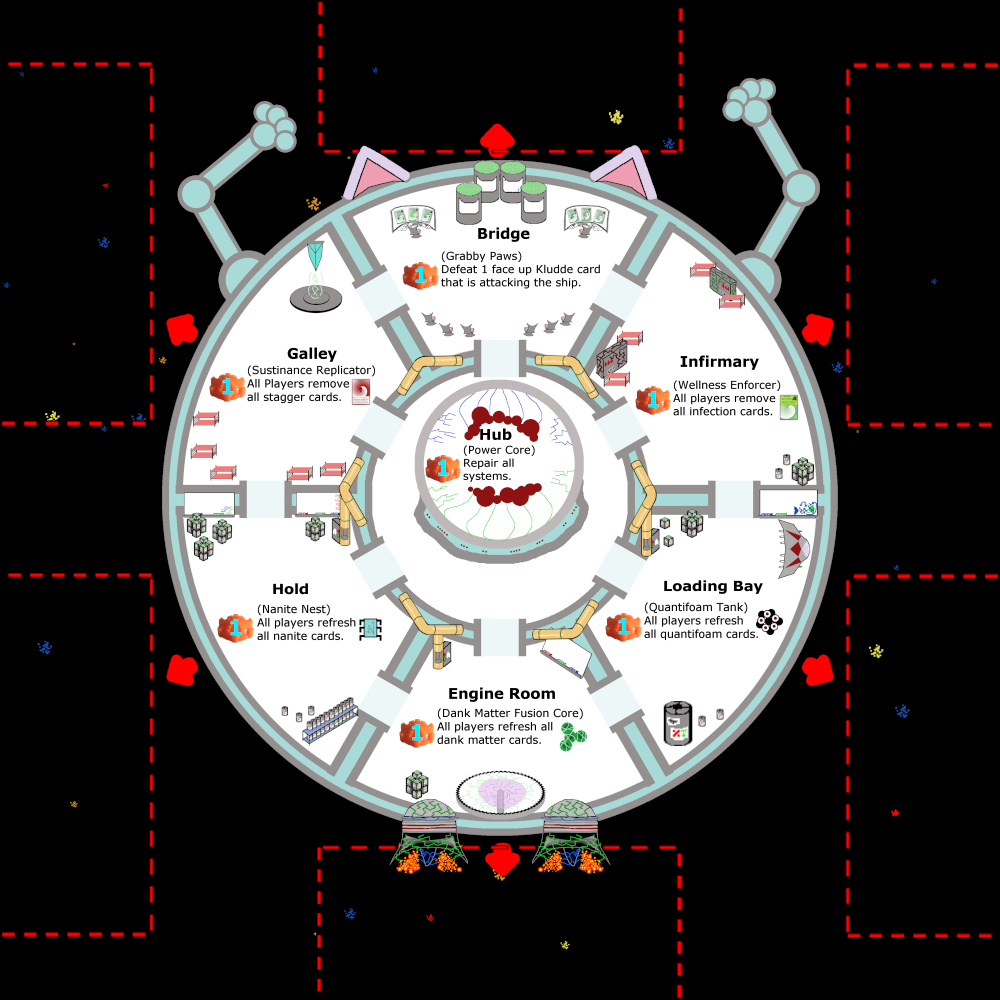 Bridge
(Grabby Paws)
1
Defeat 1 face up Kludde card
that is attacking the ship.
Galley
(Sustinance Replicator)
1
All Players remove
all stagger cards.
Infirmary
(Wellness Enforcer)
1
All players remove
all infection cards.
Hub
(Power Core)
1
Repair all
systems.
Hold
(Nanite Nest)
1
All players refresh
all nanite cards.
Loading Bay
(Quantifoam Tank)
1
All players refresh
all quantifoam cards.
Engine Room
(Dank Matter Fusion Core)
1
All players refresh all
dank matter cards.